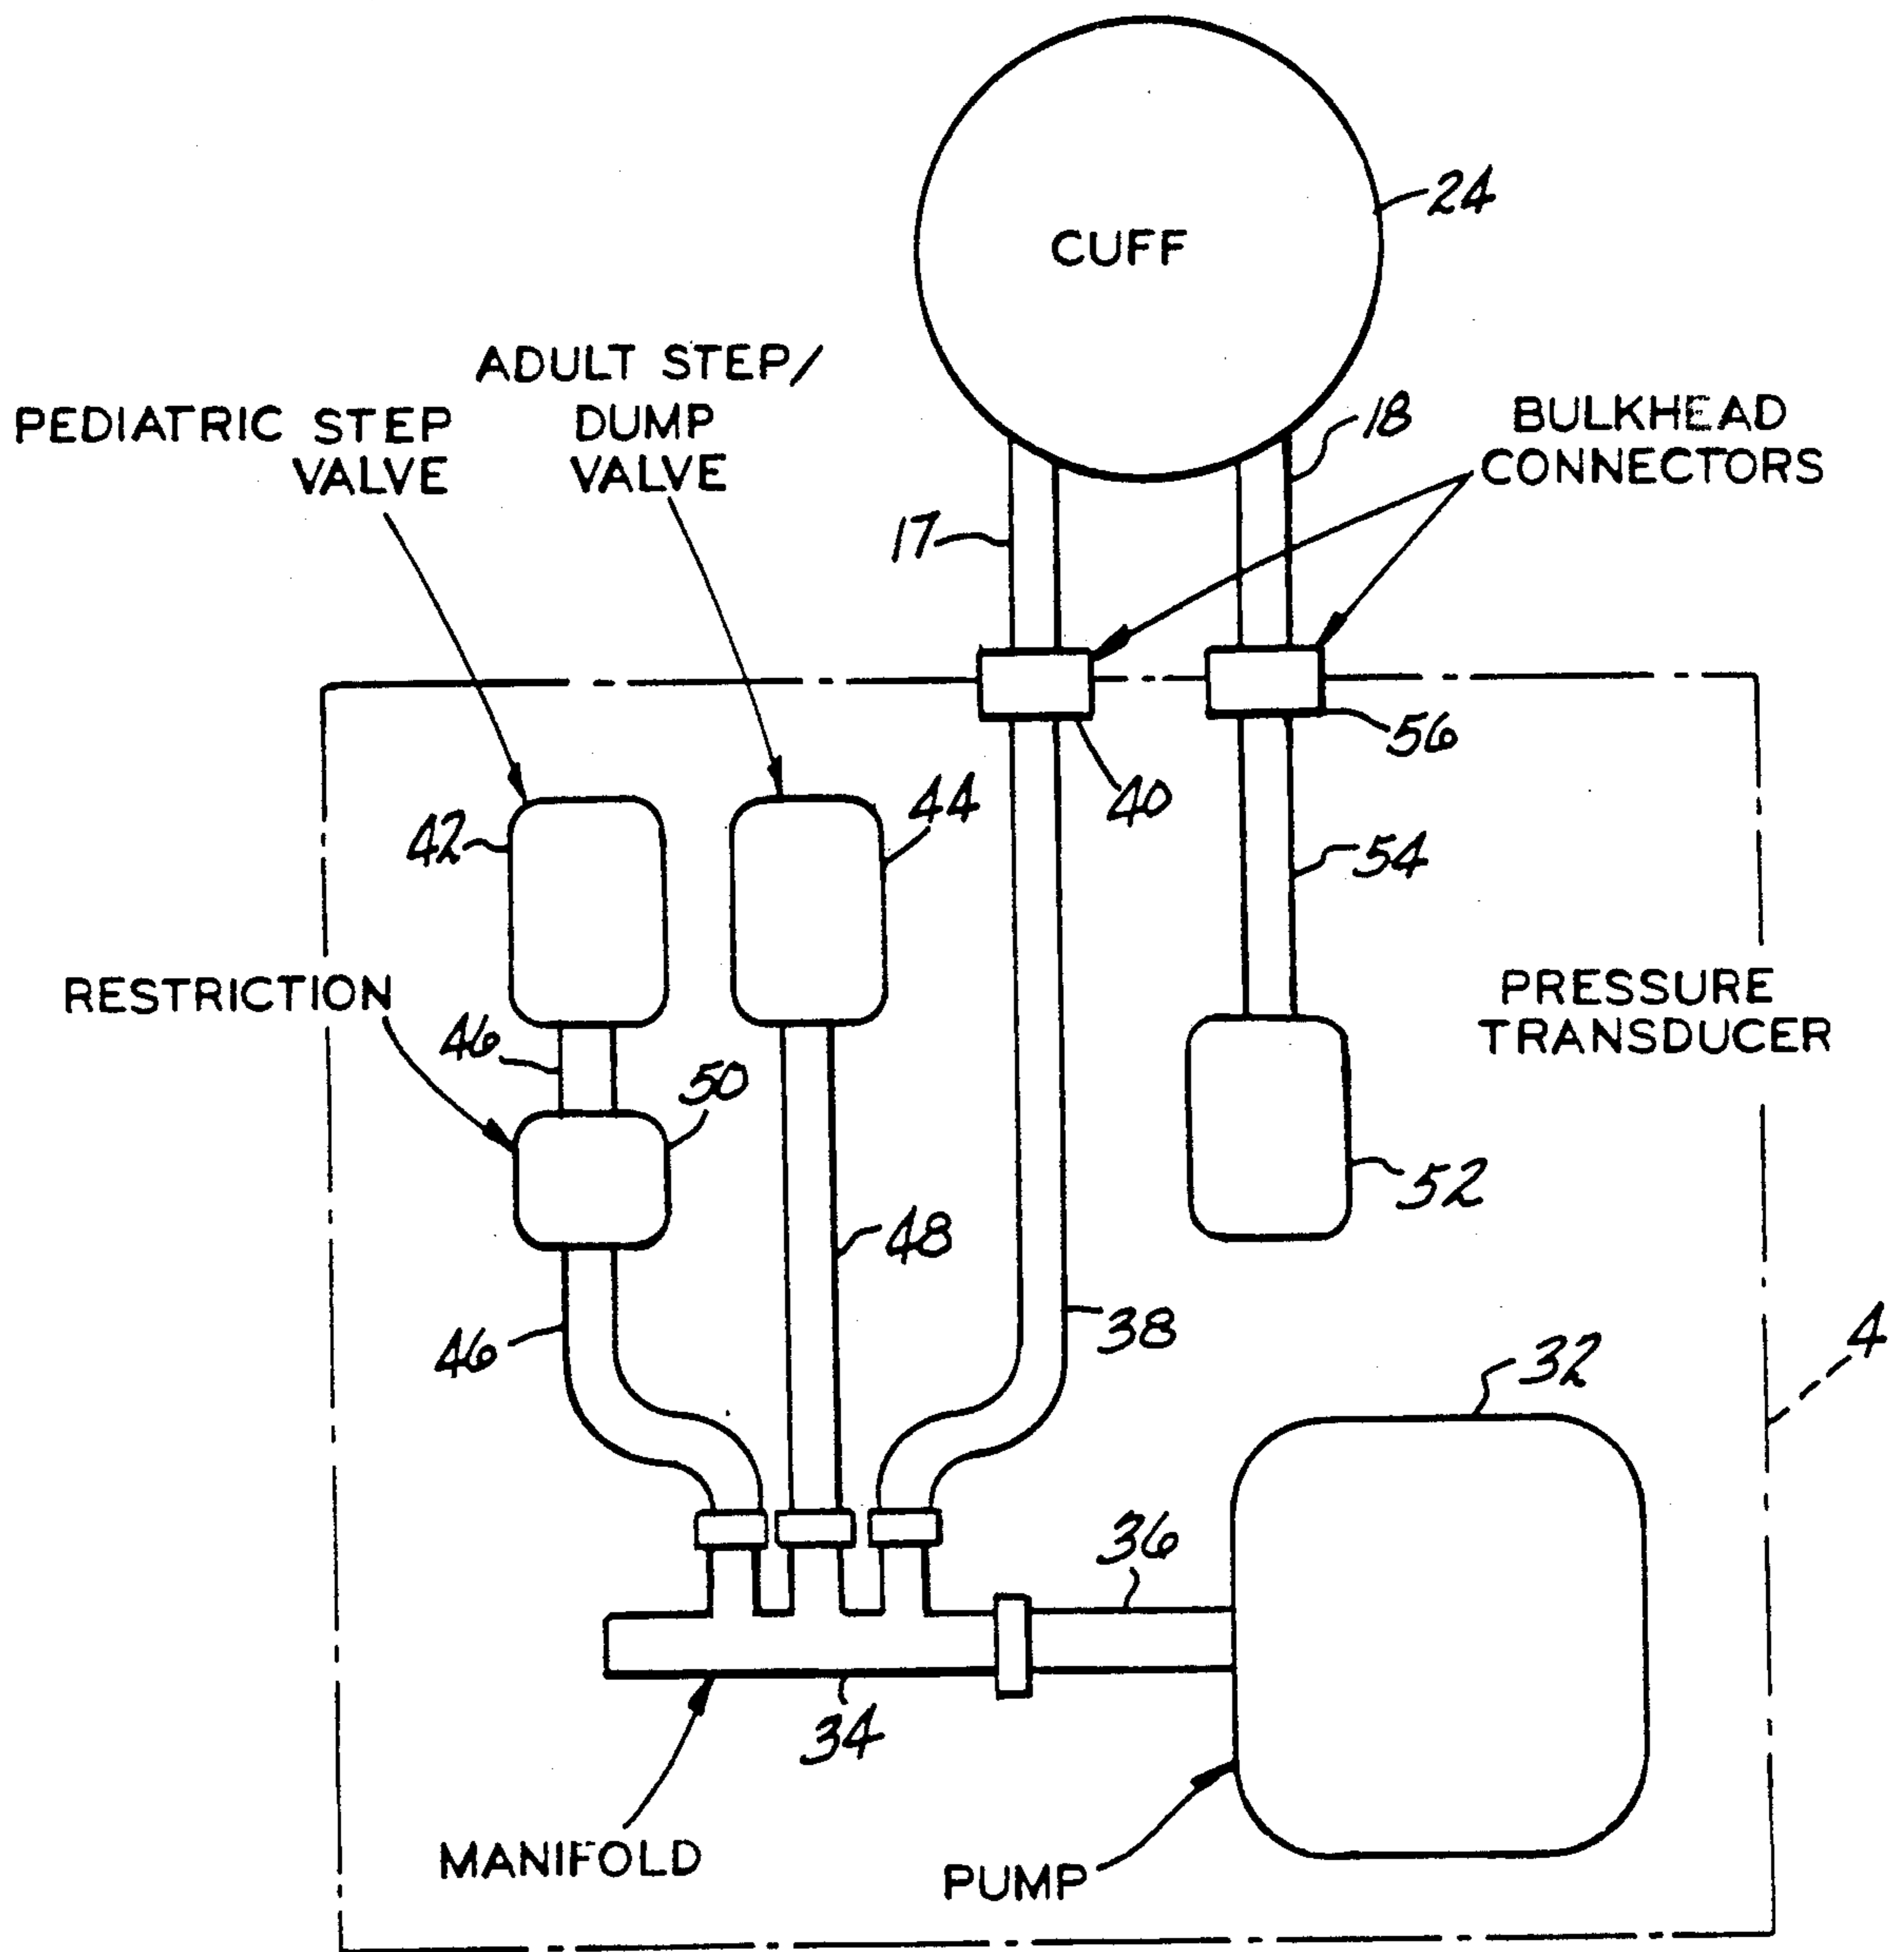 24
CUFF
ADULT STEP/
DUMP
VALVE
PEDIATRIC STEP
VALVE
18
BULKHEAD
CONNECTORS
17
56
40
42
44
54
RESTRICTION
PRESSURE
TRANSDUCER
46
50
52
48
38
46
4
32
36
34
MANIFOLD
PUMP